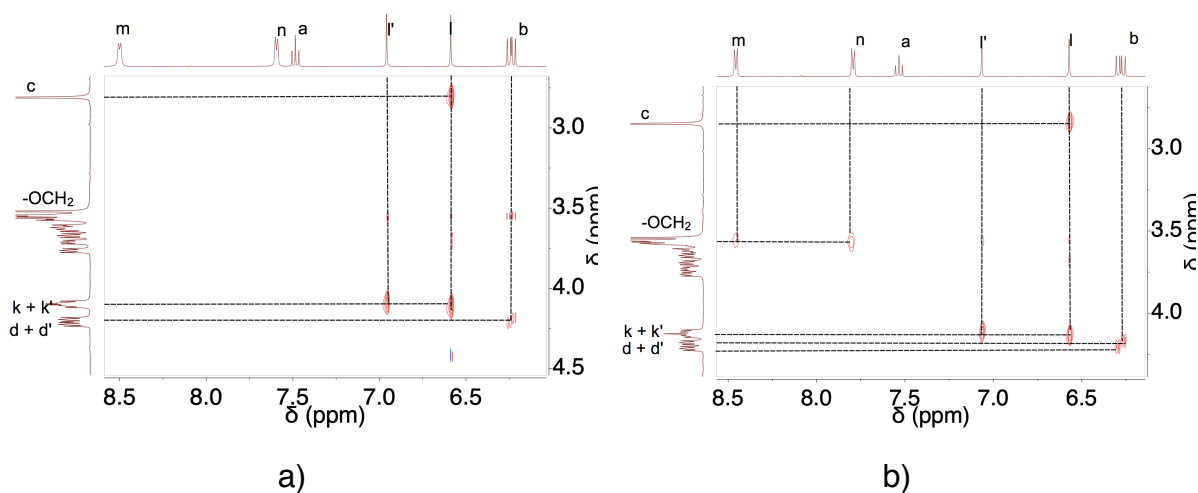 m n a l' l b
c
-OCH2
k + k'
d + d'
3.0
3.5
4.0
4.5
δ (ppm)
8.5 8.0 7.5 7.0 6.5
δ (ppm)
a)
m n a l' l b
c
-OCH2
k + k'
d + d'
3.0
3.5
4.0
δ (ppm)
8.5 8.0 7.5 7.0 6.5
δ (ppm)
b)